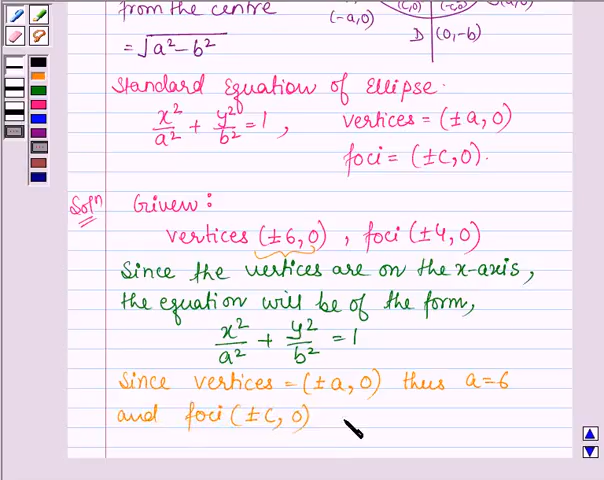 from the centre
= √a² - b²
(-a, 0)
(c, 0) (-c, 0)
D (0, -b)
Standard Equation of Ellipse.
x²/a² + y²/b² = 1, vertices = (±a, 0)
foci = (±c, 0).
Solⁿ Given:
vertices (±6, 0), foci (±4, 0)
Since the vertices are on the x-axis,
the equation will be of the form,
x²/a² + y²/b² = 1
Since vertices = (±a, 0) thus a = 6
and foci (±c, 0)